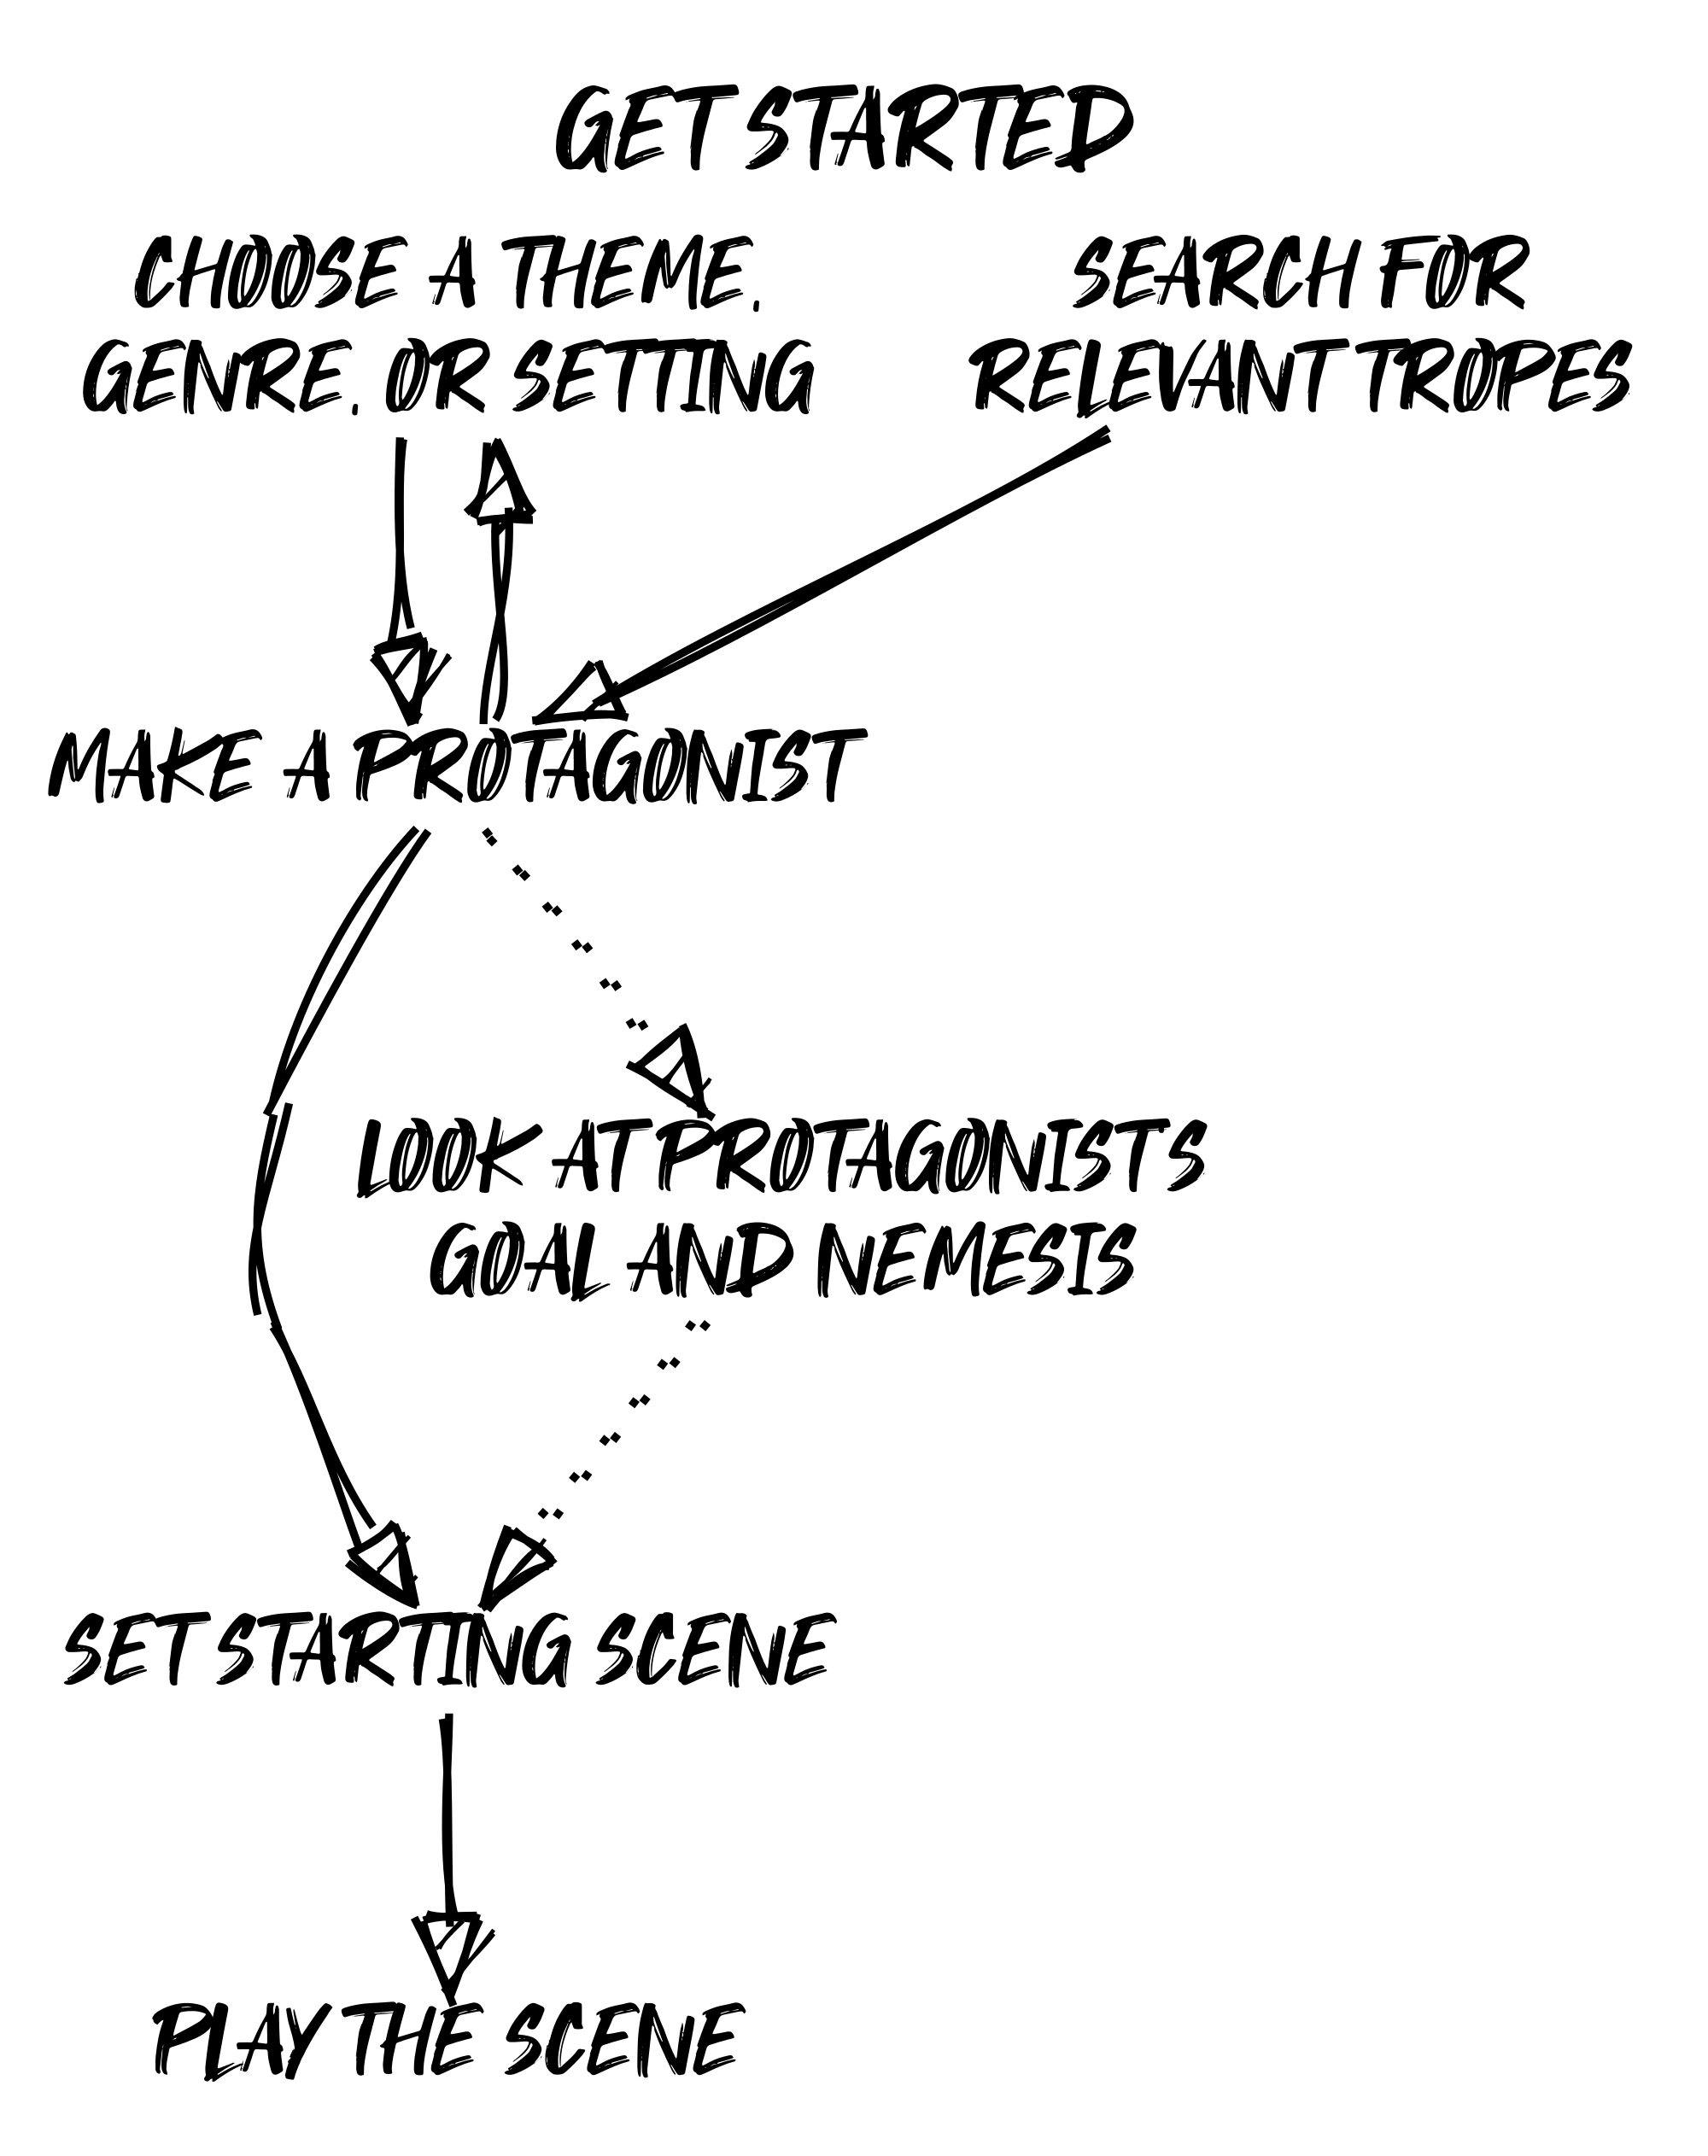 GET STARTED
CHOOSE A THEME,
GENRE, OR SETTING
SEARCH FOR
RELEVANT TROPES
MAKE A PROTAGONIST
LOOK AT PROTAGONIST'S
GOAL AND NEMESIS
SET STARTING SCENE
PLAY THE SCENE